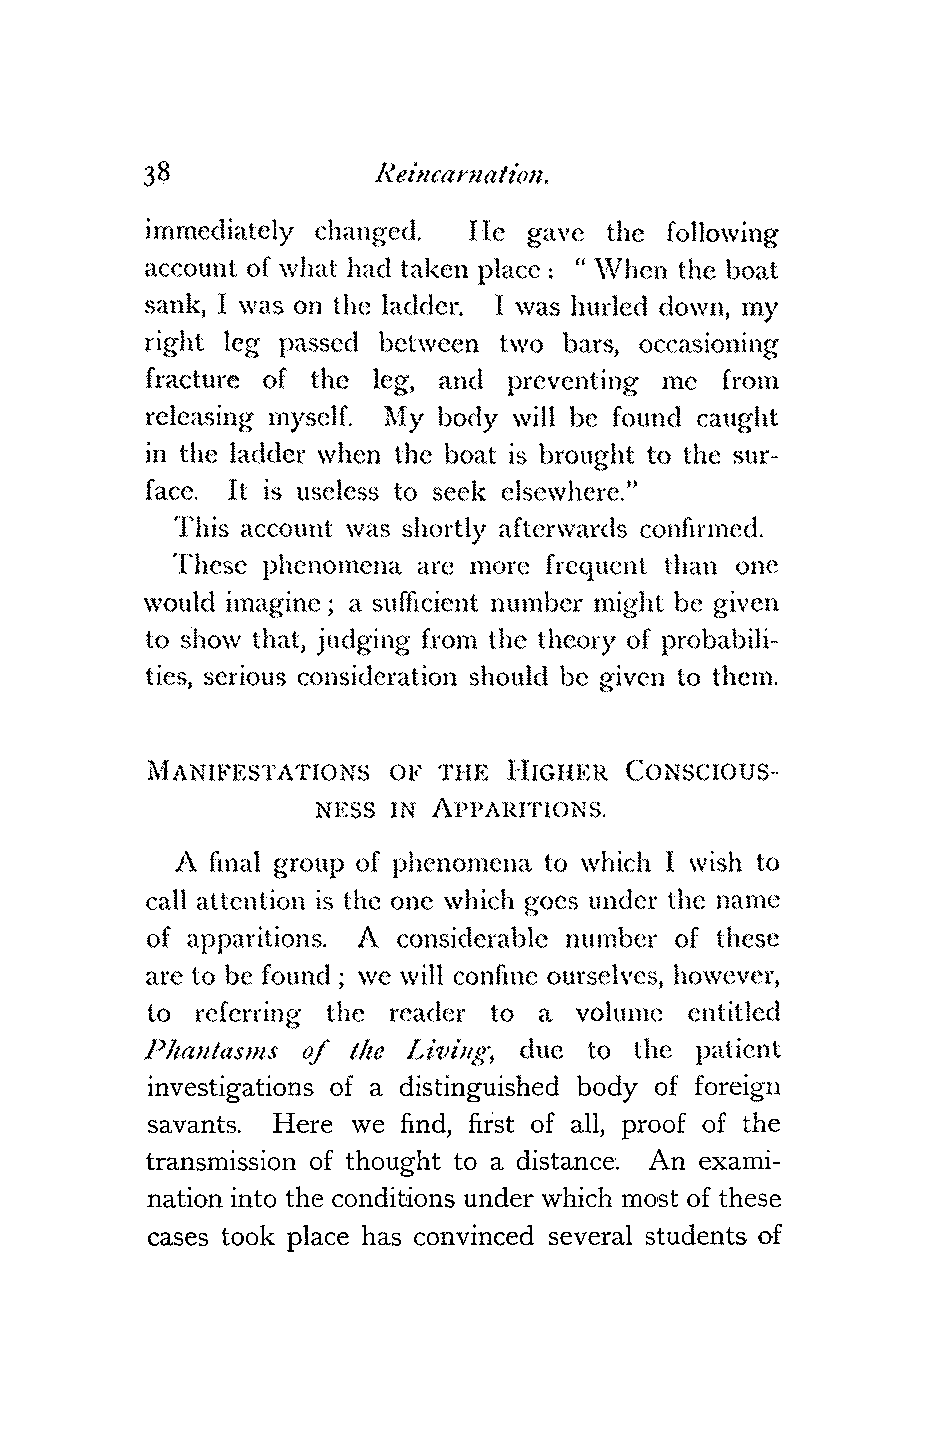 38 Reincarnation.
immediately changed. He gave the following
account of what had taken place : " When the boat
sank, I was on the ladder. I was hurled down, my
right leg passed between two bars, occasioning
fracture of the leg, and preventing me from
releasing myself. My body will be found caught
in the ladder when the boat is brought to the sur-
face. It is useless to seek elsewhere."
This account was shortly afterwards confirmed.
These phenomena are more frequent than one
would imagine ; a sufficient number might be given
to show that, judging from the theory of probabili-
ties, serious consideration should be given to them.
MANIFESTATIONS OF THE HIGHER CONSCIOUS-
NESS IN APPARITIONS.
A final group of phenomena to which I wish to
call attention is the one which goes under the name
of apparitions. A considerable number of these
are to be found ; we will confine ourselves, however,
to referring the reader to a volume entitled
Phantasms of the Living, due to the patient
investigations of a distinguished body of foreign
savants. Here we find, first of all, proof of the
transmission of thought to a distance. An exami-
nation into the conditions under which most of these
cases took place has convinced several students of